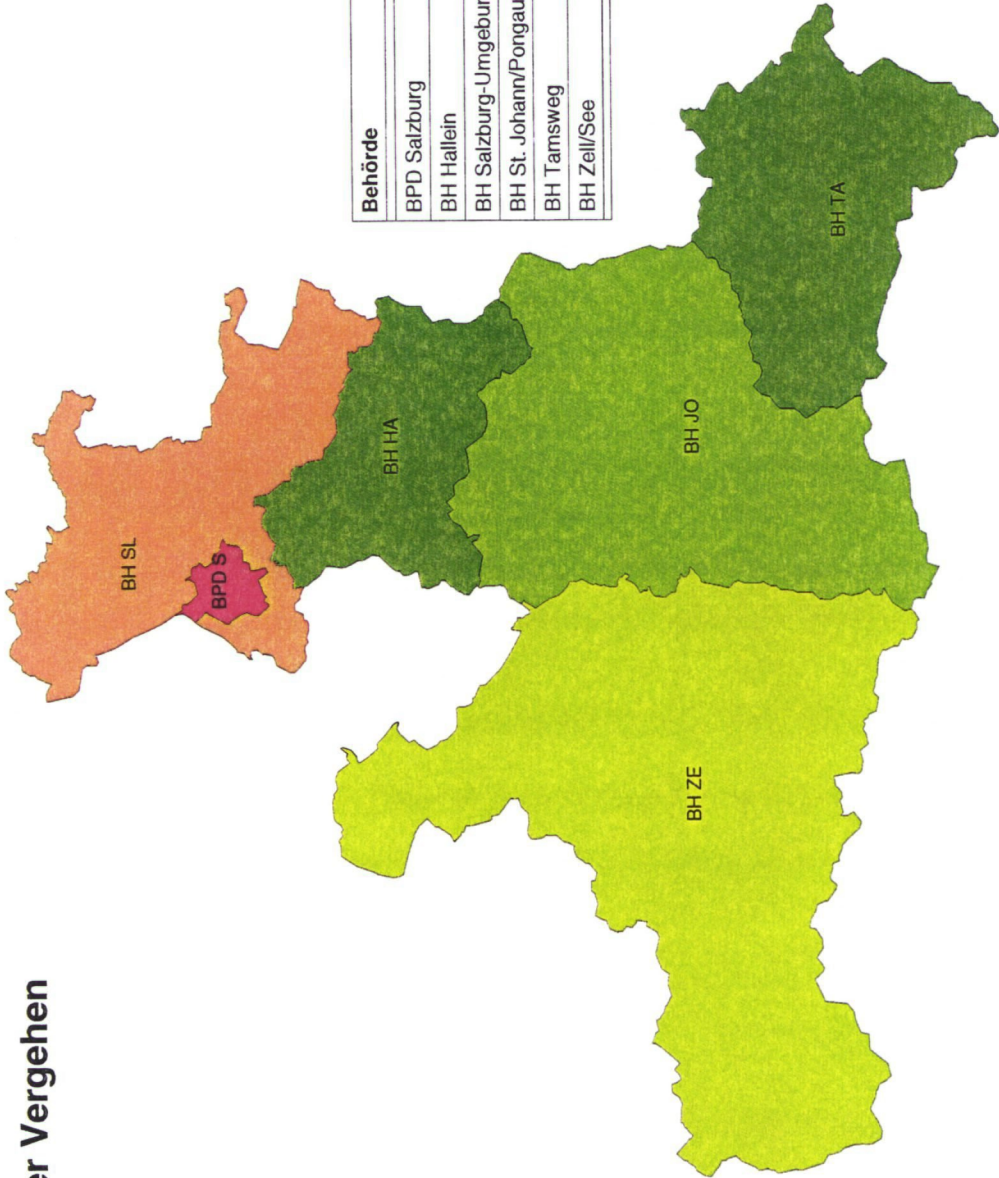 er Vergehen
Behörde
BPD Salzburg
BH Hallein
BH Salzburg-Umgebun
BH St. Johann/Pongau
BH Tamsweg
BH Zell/See
BH SL
BPD S
BH HA
BH TA
BH JO
BH ZE